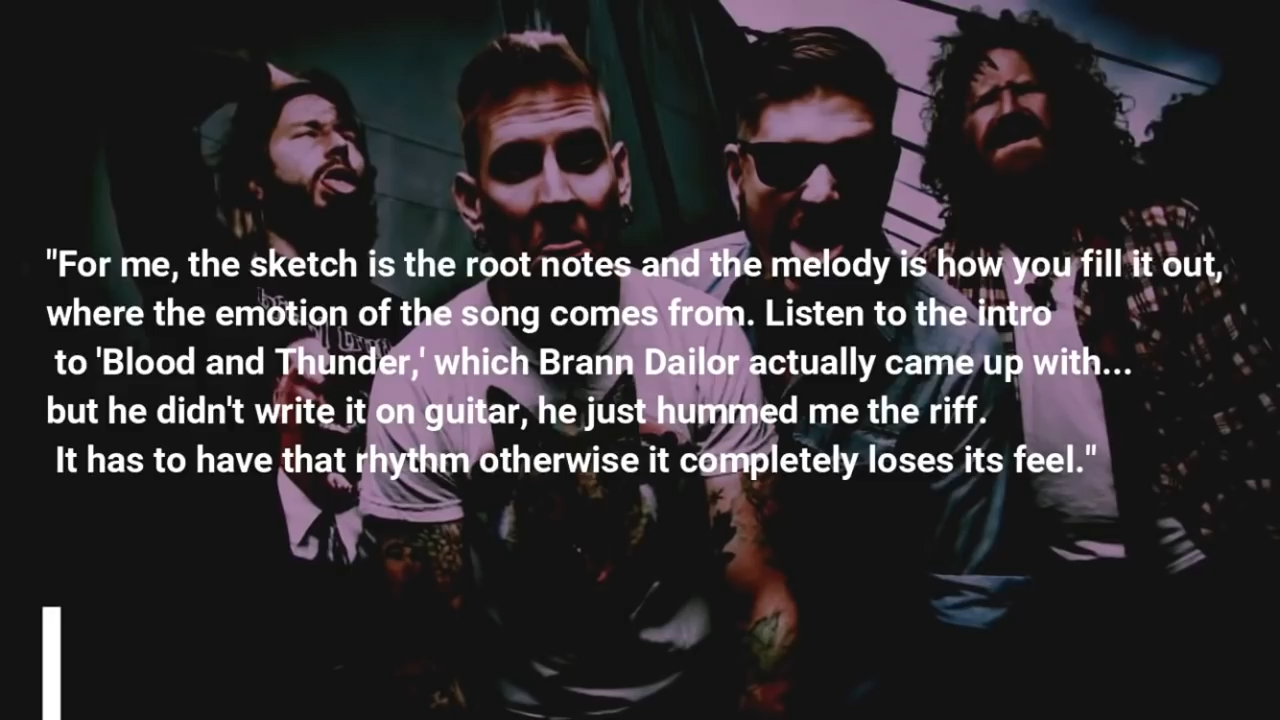 "For me, the sketch is the root notes and the melody is how you fill it out,
where the emotion of the song comes from. Listen to the intro
to 'Blood and Thunder,' which Brann Dailor actually came up with...
but he didn't write it on guitar, he just hummed me the riff.
It has to have that rhythm otherwise it completely loses its feel."